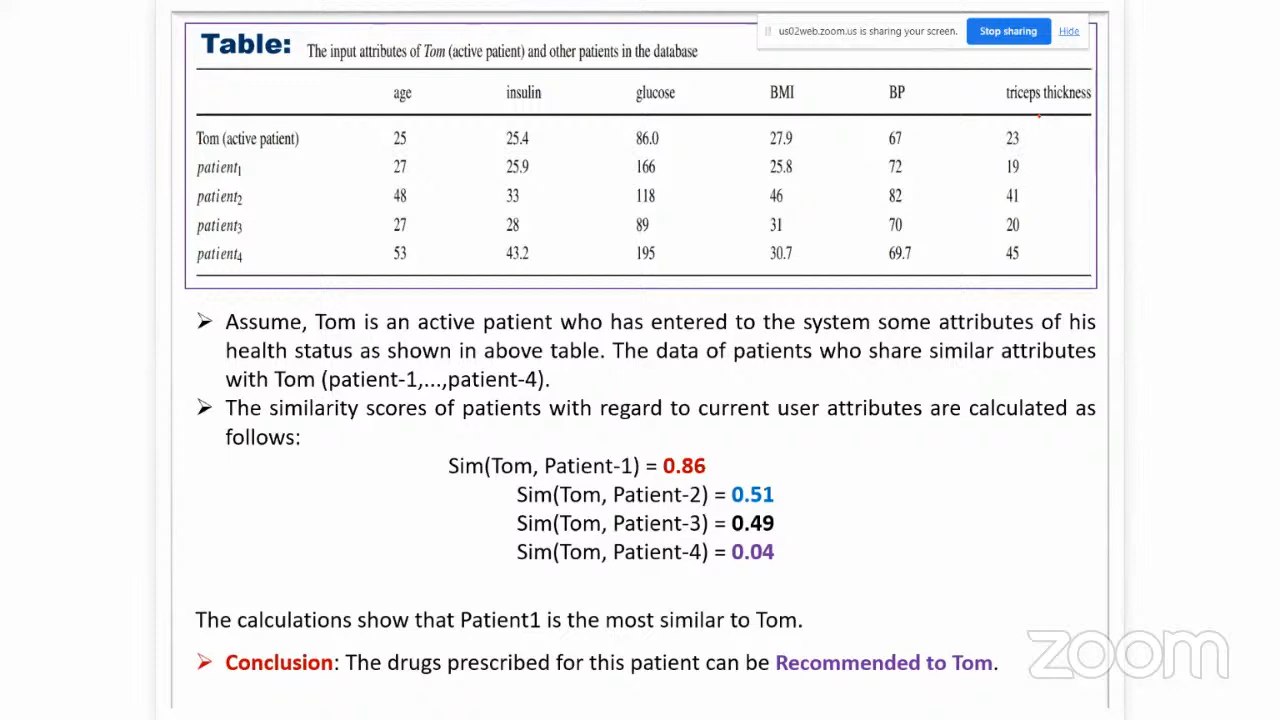 us02web.zoom.us is sharing your screen. Stop sharing Hide
Table: The input attributes of Tom (active patient) and other patients in the database
age insulin glucose BMI BP triceps thickness
Tom (active patient) 25 25.4 86.0 27.9 67 23
patient1 27 25.9 166 25.8 72 19
patient2 48 33 118 46 82 41
patient3 27 28 89 31 70 20
patient4 53 43.2 195 30.7 69.7 45
➢ Assume, Tom is an active patient who has entered to the system some attributes of his
health status as shown in above table. The data of patients who share similar attributes
with Tom (patient-1,...,patient-4).
➢ The similarity scores of patients with regard to current user attributes are calculated as
follows:
Sim(Tom, Patient-1) = 0.86
Sim(Tom, Patient-2) = 0.51
Sim(Tom, Patient-3) = 0.49
Sim(Tom, Patient-4) = 0.04
The calculations show that Patient1 is the most similar to Tom.
➢ Conclusion: The drugs prescribed for this patient can be Recommended to Tom.
zoom